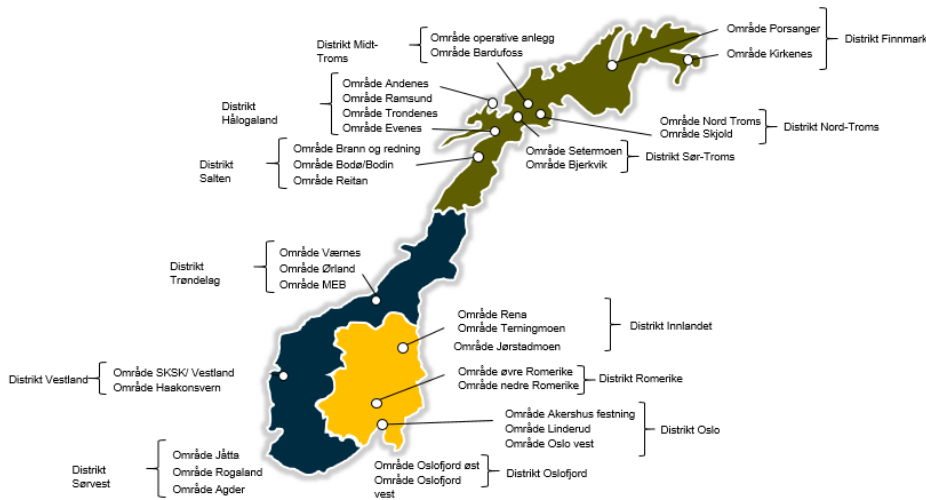 Område Porsanger
Område Kirkenes
Distrikt Finnmark
Distrikt Midt-
Troms
Område operative anlegg
Område Bardufoss
Distrikt
Hålogaland
Område Andenes
Område Ramsund
Område Trondenes
Område Evenes
Område Nord Troms
Område Skjold
Distrikt Nord-Troms
Område Setermoen
Område Bjerkvik
Distrikt Sør-Troms
Distrikt
Salten
Område Brann og redning
Område Bodø/Bodin
Område Reitan
Distrikt
Trøndelag
Område Værnes
Område Ørland
Område MEB
Område Rena
Område Terningmoen
Område Jørstadmoen
Distrikt Innlandet
Distrikt Vestland
Område SKSK/ Vestland
Område Haakonsvern
Område øvre Romerike
Område nedre Romerike
Distrikt Romerike
Område Akershus festning
Område Linderud
Område Oslo vest
Distrikt Oslo
Distrikt
Sørvest
Område Jåtta
Område Rogaland
Område Agder
Område Oslofjord øst
Område Oslofjord
vest
Distrikt Oslofjord